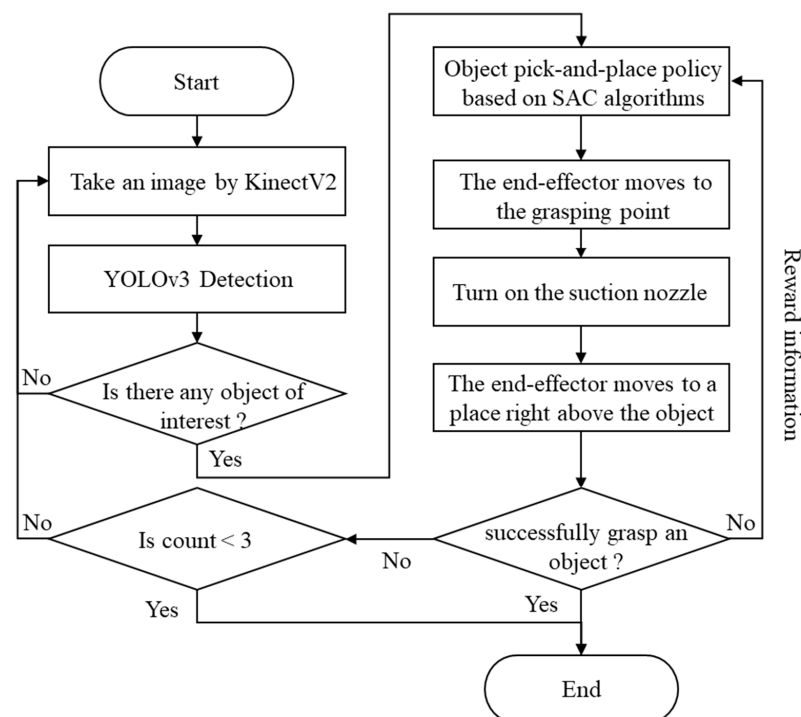 Start
Take an image by KinectV2
YOLOv3 Detection
No
Is there any object of
interest ?
Yes
No
Is count < 3
Yes
Object pick-and-place policy
based on SAC algorithms
The end-effector moves to
the grasping point
Turn on the suction nozzle
The end-effector moves to a
place right above the object
successfully grasp an
object ?
No
No
Yes
Reward information
End